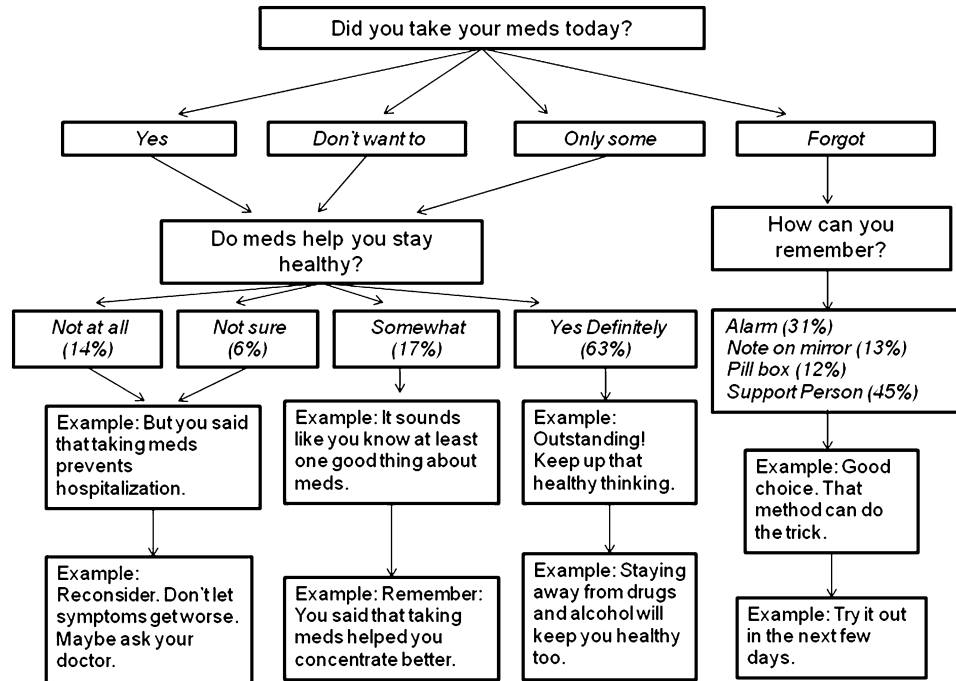 Did you take your meds today?
Yes
Don't want to
Only some
Forgot
Do meds help you stay
healthy?
How can you
remember?
Not at all
(14%)
Not sure
(6%)
Somewhat
(17%)
Yes Definitely
(63%)
Alarm (31%)
Note on mirror (13%)
Pill box (12%)
Support Person (45%)
Example: But you said
that taking meds
prevents
hospitalization.
Example: It sounds
like you know at least
one good thing about
meds.
Example:
Outstanding!
Keep up that
healthy thinking.
Example: Good
choice. That
method can do
the trick.
Example:
Reconsider. Don't let
symptoms get worse.
Maybe ask your
doctor.
Example: Remember:
You said that taking
meds helped you
concentrate better.
Example: Staying
away from drugs
and alcohol will
keep you healthy
too.
Example: Try it out
in the next few
days.